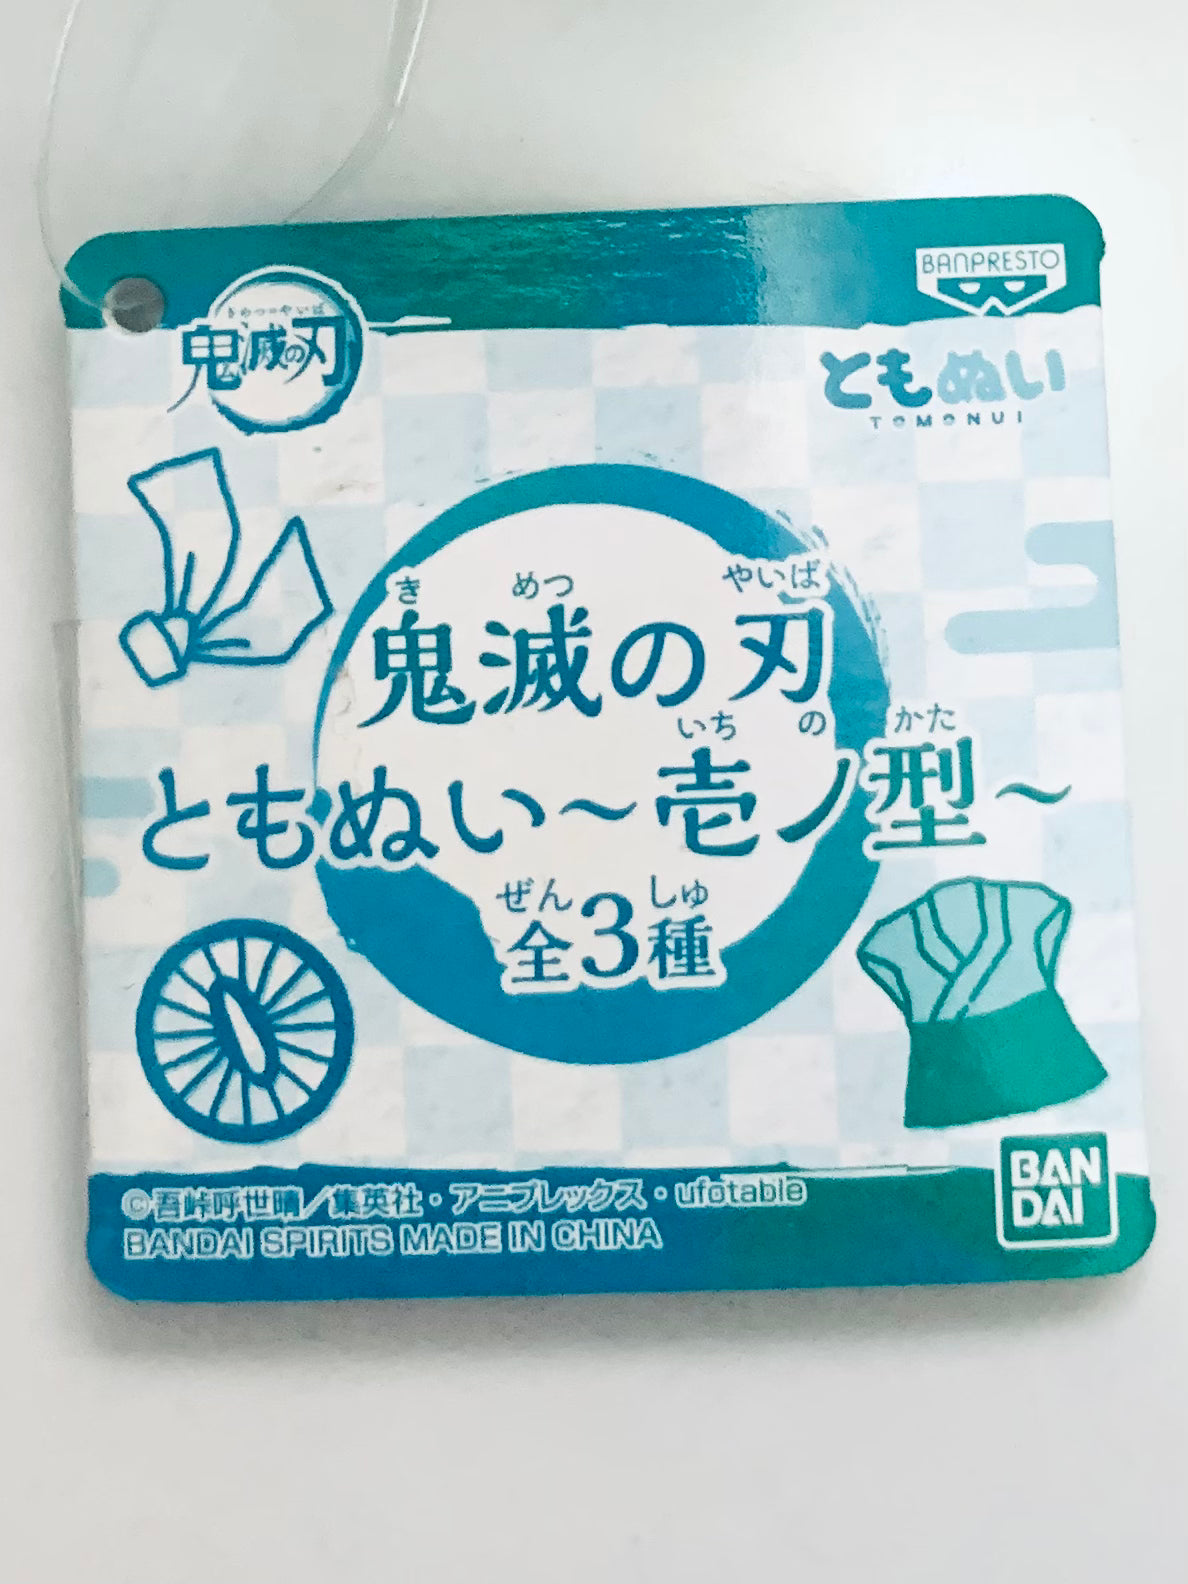 BANPRESTO
きめつのやいば
鬼滅の刃
ともぬい
TOMONUI
き めつ やいば
鬼滅の刃
いち の かた
ともぬい～壱ノ型～
ぜん しゅ
全3種
©吾峠呼世晴／集英社・アニプレックス・ufotable
BANDAI SPIRITS MADE IN CHINA
BAN
DAI